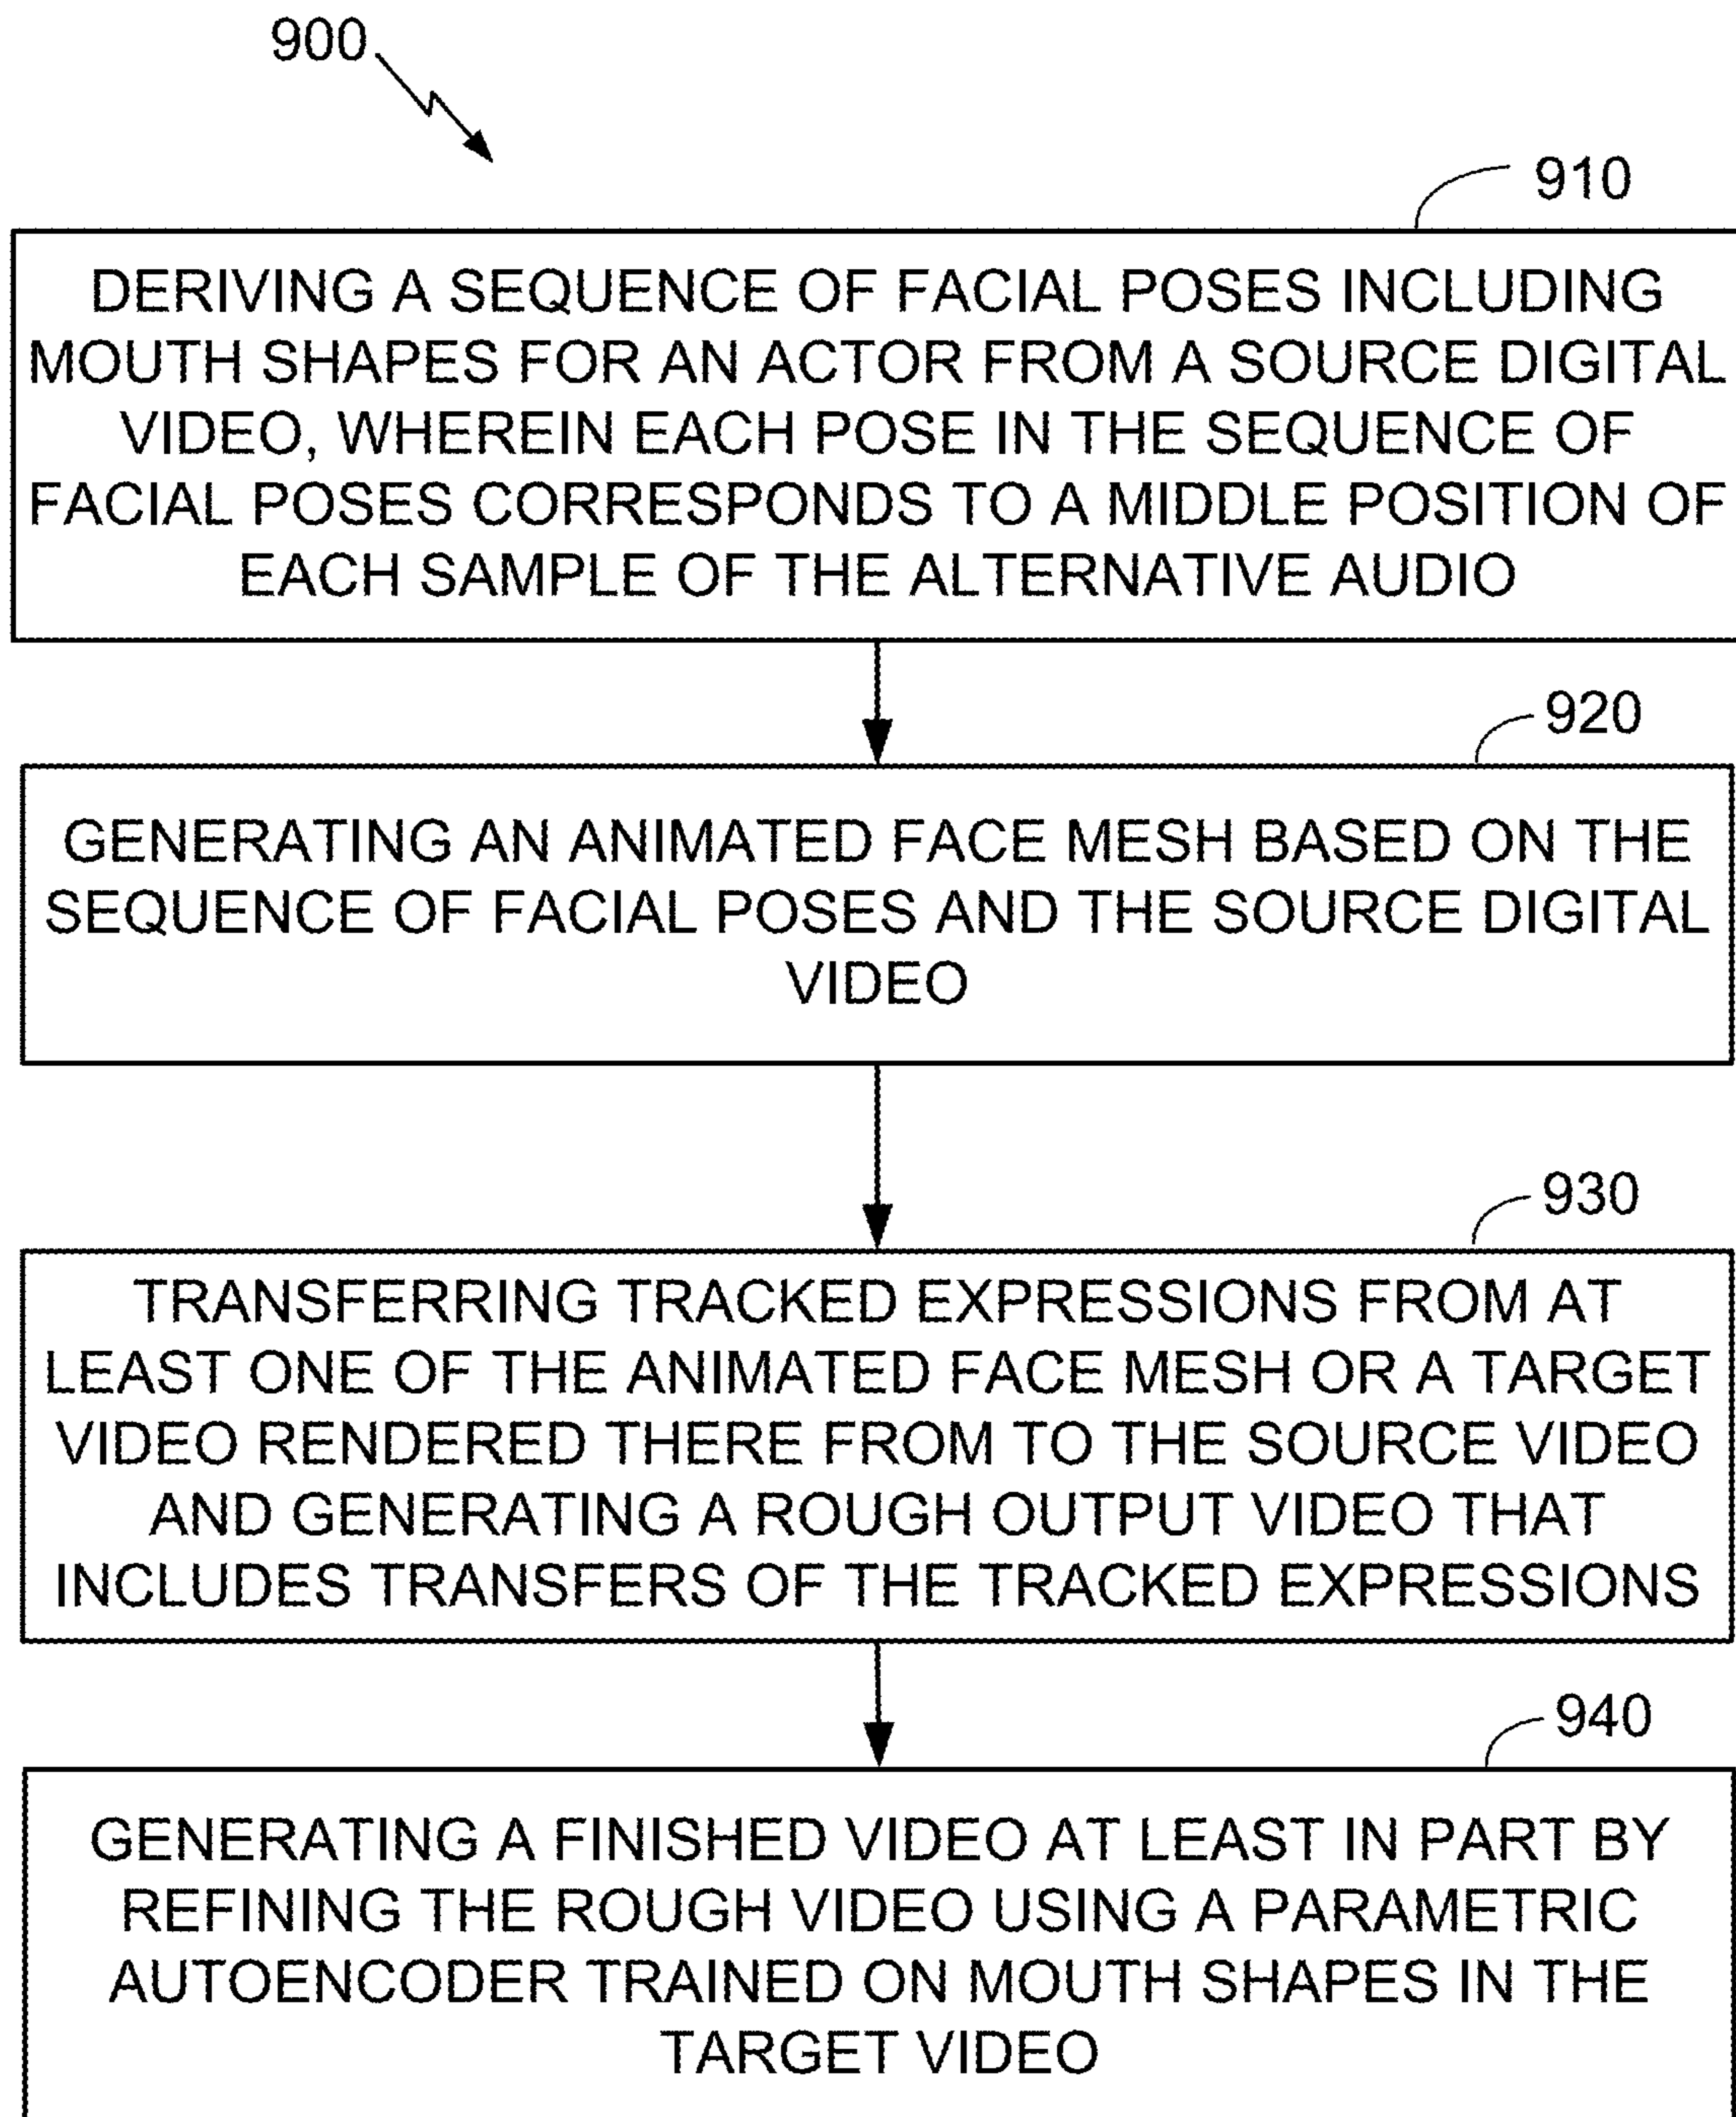 900
910
DERIVING A SEQUENCE OF FACIAL POSES INCLUDING
MOUTH SHAPES FOR AN ACTOR FROM A SOURCE DIGITAL
VIDEO, WHEREIN EACH POSE IN THE SEQUENCE OF
FACIAL POSES CORRESPONDS TO A MIDDLE POSITION OF
EACH SAMPLE OF THE ALTERNATIVE AUDIO
920
GENERATING AN ANIMATED FACE MESH BASED ON THE
SEQUENCE OF FACIAL POSES AND THE SOURCE DIGITAL
VIDEO
930
TRANSFERRING TRACKED EXPRESSIONS FROM AT
LEAST ONE OF THE ANIMATED FACE MESH OR A TARGET
VIDEO RENDERED THERE FROM TO THE SOURCE VIDEO
AND GENERATING A ROUGH OUTPUT VIDEO THAT
INCLUDES TRANSFERS OF THE TRACKED EXPRESSIONS
940
GENERATING A FINISHED VIDEO AT LEAST IN PART BY
REFINING THE ROUGH VIDEO USING A PARAMETRIC
AUTOENCODER TRAINED ON MOUTH SHAPES IN THE
TARGET VIDEO